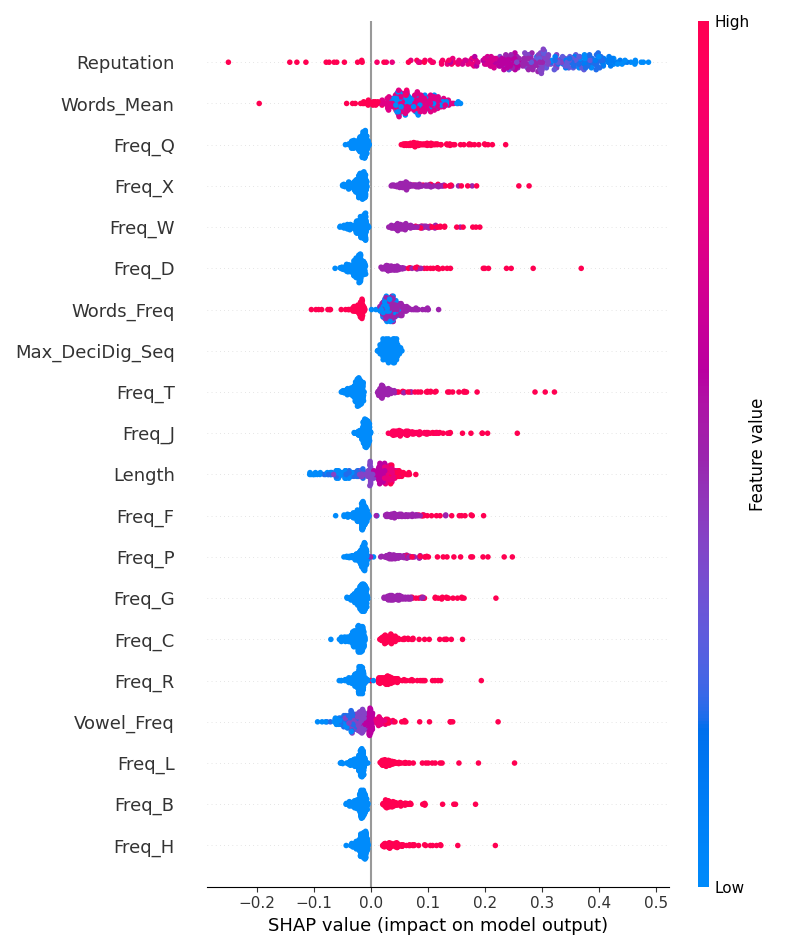 High
Reputation
Words_Mean
Freq_Q
Freq_X
Freq_W
Freq_D
Words_Freq
Max_DeciDig_Seq
Freq_T
Freq_J
Length
Freq_F
Freq_P
Freq_G
Freq_C
Freq_R
Vowel_Freq
Freq_L
Freq_B
Freq_H
Feature value
Low
−0.2 −0.1 0.0 0.1 0.2 0.3 0.4 0.5
SHAP value (impact on model output)